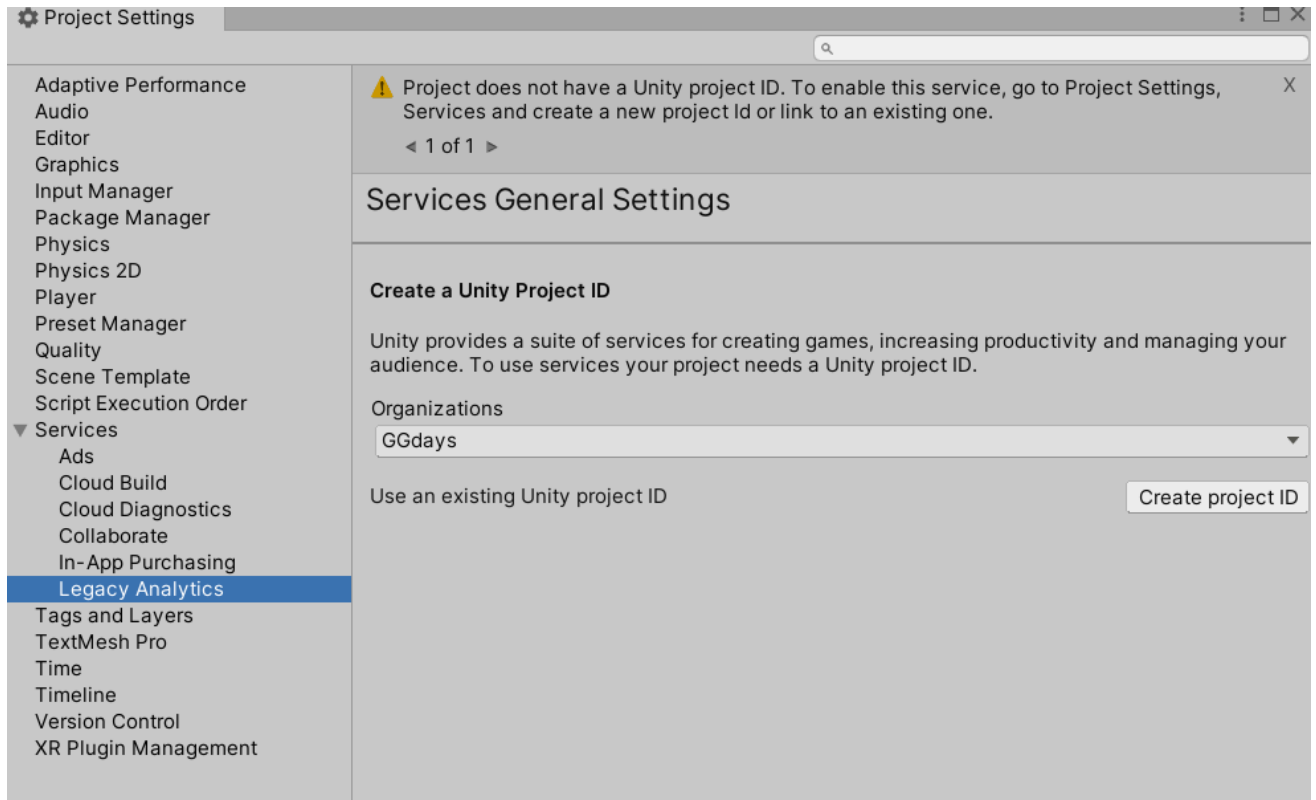 Project Settings
Adaptive Performance
Audio
Editor
Graphics
Input Manager
Package Manager
Physics
Physics 2D
Player
Preset Manager
Quality
Scene Template
Script Execution Order
Services
Ads
Cloud Build
Cloud Diagnostics
Collaborate
In-App Purchasing
Legacy Analytics
Tags and Layers
TextMesh Pro
Time
Timeline
Version Control
XR Plugin Management
Project does not have a Unity project ID. To enable this service, go to Project Settings,
Services and create a new project Id or link to an existing one.
X
1 of 1
Services General Settings
Create a Unity Project ID
Unity provides a suite of services for creating games, increasing productivity and managing your
audience. To use services your project needs a Unity project ID.
Organizations
GGdays
Use an existing Unity project ID
Create project ID